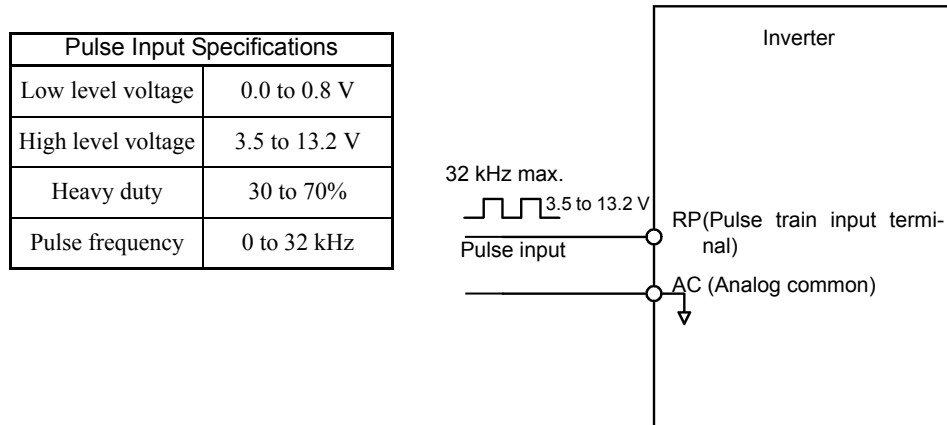 Pulse Input Specifications
Low level voltage 0.0 to 0.8 V
High level voltage 3.5 to 13.2 V
Heavy duty 30 to 70%
Pulse frequency 0 to 32 kHz
Inverter
32 kHz max.
3.5 to 13.2 V
Pulse input
RP(Pulse train input termi-
nal)
AC (Analog common)